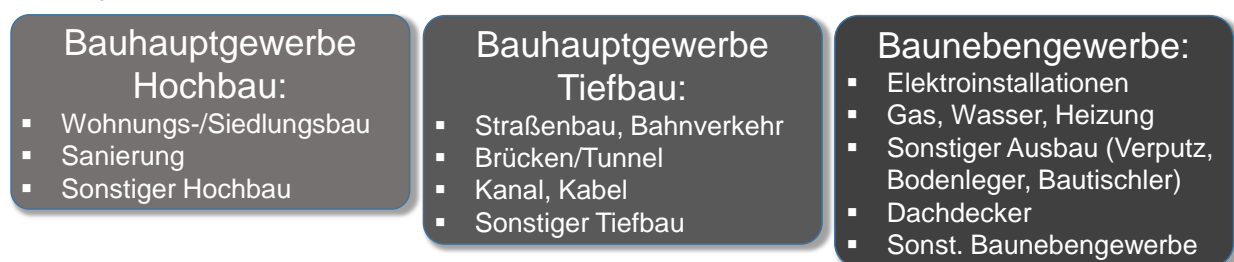 Bauhauptgewerbe
Hochbau:
▪ Wohnungs-/Siedlungsbau
▪ Sanierung
▪ Sonstiger Hochbau
Bauhauptgewerbe
Tiefbau:
▪ Straßenbau, Bahnverkehr
▪ Brücken/Tunnel
▪ Kanal, Kabel
▪ Sonstiger Tiefbau
Baunebengewerbe:
▪ Elektroinstallationen
▪ Gas, Wasser, Heizung
▪ Sonstiger Ausbau (Verputz,
Bodenleger, Bautischler)
▪ Dachdecker
▪ Sonst. Baunebengewerbe